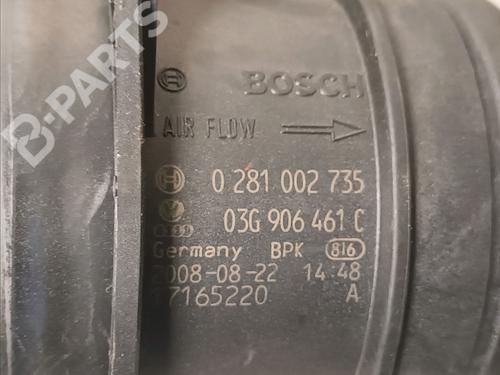 BOSCH
AIR FLOW
0 281 002 735
03G 906 461 C
Germany BPK 816
2008-08-22 14:48
7165220 A
B-PARTS